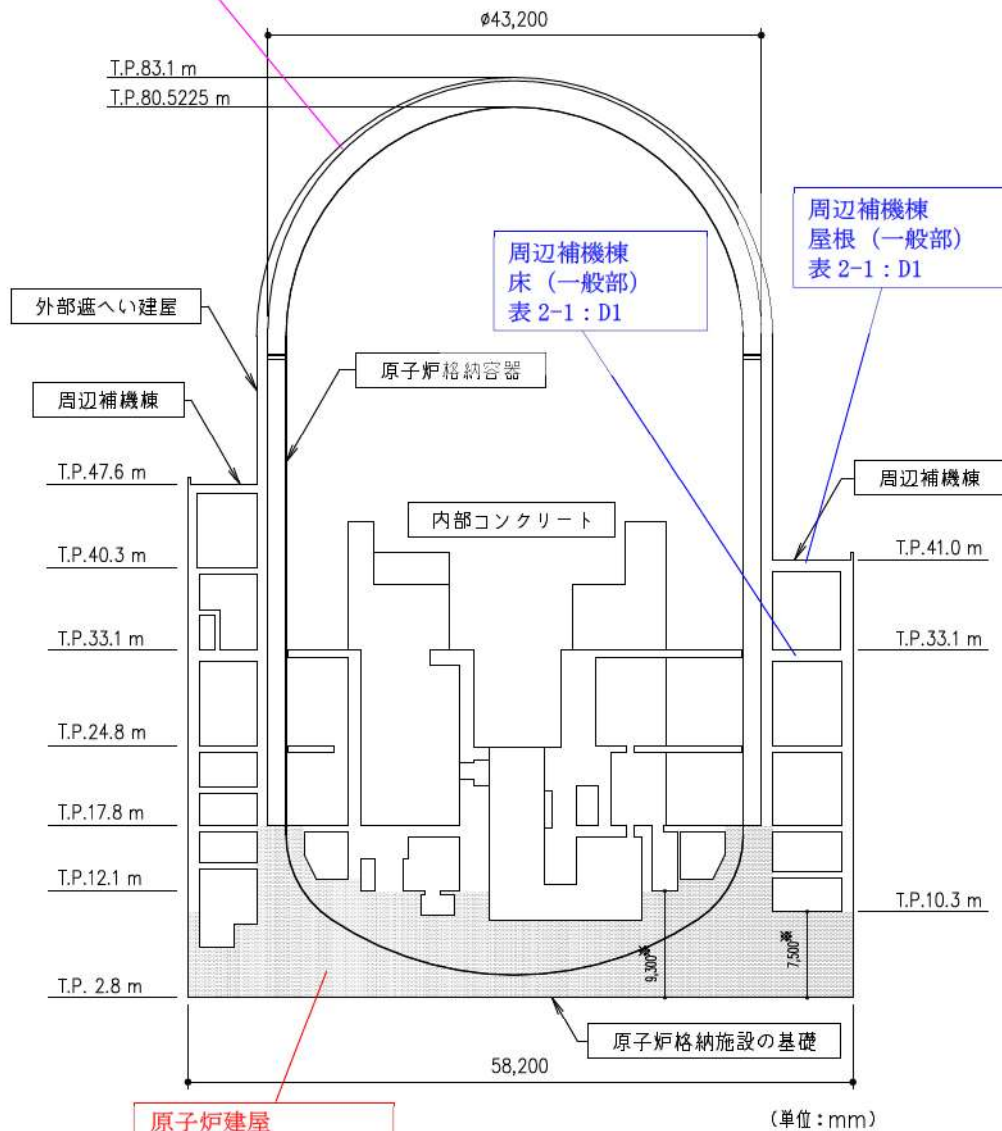 ø43,200
T.P.83.1 m
T.P.80.5225 m
周辺補機棟
屋根（一般部）
表 2-1：D1
周辺補機棟
床（一般部）
表 2-1：D1
外部遮へい建屋
原子炉格納容器
周辺補機棟
T.P.47.6 m
周辺補機棟
内部コンクリート
T.P.40.3 m
T.P.41.0 m
T.P.33.1 m
T.P.33.1 m
T.P.24.8 m
T.P.17.8 m
T.P.12.1 m
T.P.10.3 m
9,300※
7,500※
T.P. 2.8 m
原子炉格納施設の基礎
58,200
原子炉建屋
（単位：mm）